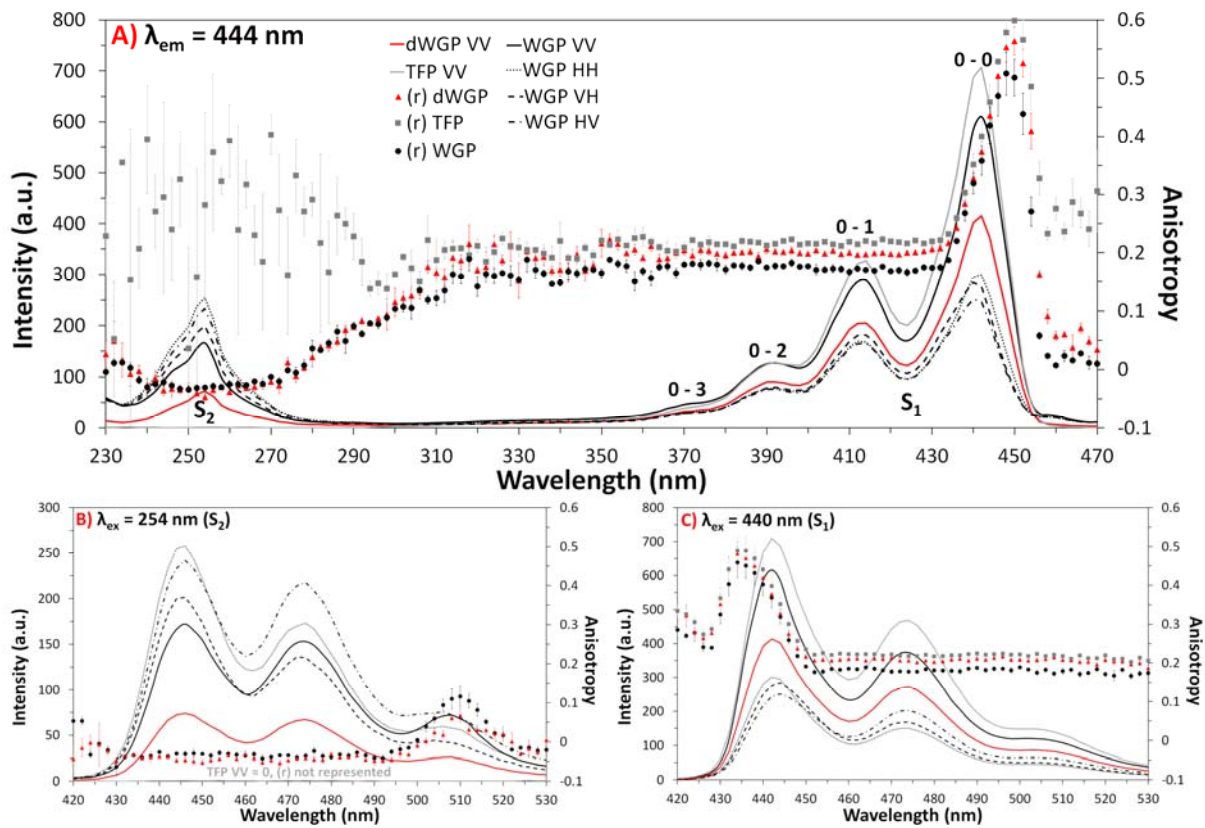 A) λem = 444 nm
dWGP VV
WGP VV
TFP VV
WGP HH
(r) dWGP
WGP VH
(r) TFP
WGP HV
(r) WGP
0 - 0
0 - 1
0 - 2
0 - 3
S2
S1
800
700
600
500
400
300
200
100
0
Intensity (a.u.)
0.6
0.5
0.4
0.3
0.2
0.1
0
-0.1
Anisotropy
230 250 270 290 310 330 350 370 390 410 430 450 470
Wavelength (nm)
B) λex = 254 nm (S2)
300
250
200
150
100
50
0
Intensity (a.u.)
0.6
0.5
0.4
0.3
0.2
0.1
0
-0.1
Anisotropy
TFP VV = 0, (r) not represented
420 430 440 450 460 470 480 490 500 510 520 530
Wavelength (nm)
C) λex = 440 nm (S1)
800
700
600
500
400
300
200
100
0
Intensity (a.u.)
0.6
0.5
0.4
0.3
0.2
0.1
0
-0.1
Anisotropy
420 430 440 450 460 470 480 490 500 510 520 530
Wavelength (nm)